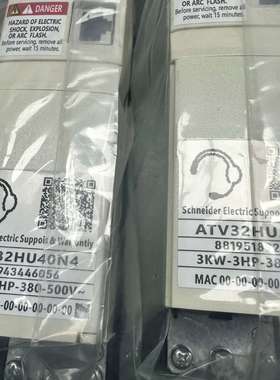 DANGER
HAZARD OF ELECTRIC
SHOCK, EXPLOSION,
OR ARC FLASH.
Before servicing, remove all
power, wait 15 minutes.
OR ARC FLASH.
Before servicing, remove all
power, wait 15 minutes.
ectric Suppois & Warranty
32HU40N4
943446056
HP-380-500V~
00-00-00-00-00
Schneider Electric Suppo
ATV32HU
8819518
3KW-3HP-38
MAC 00-00-00-00